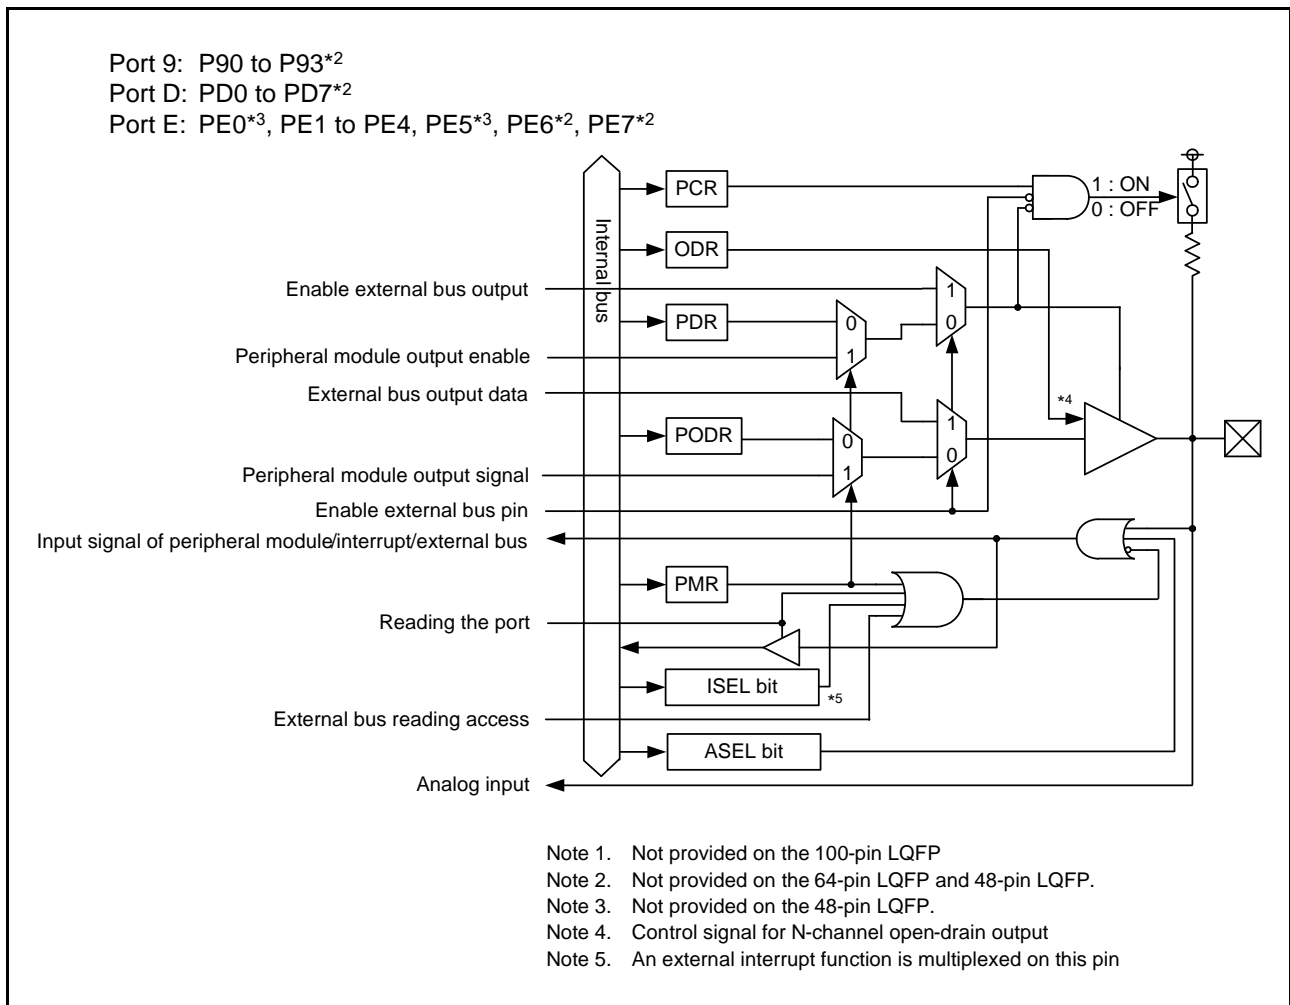 Port 9: P90 to P93*2
Port D: PD0 to PD7*2
Port E: PE0*3, PE1 to PE4, PE5*3, PE6*2, PE7*2
Internal bus
PCR
1 : ON
0 : OFF
ODR
Enable external bus output
1
0
PDR
0
1
Peripheral module output enable
External bus output data
*4
PODR
0
1
1
0
Peripheral module output signal
Enable external bus pin
Input signal of peripheral module/interrupt/external bus
PMR
Reading the port
ISEL bit
*5
External bus reading access
ASEL bit
Analog input
Note 1. Not provided on the 100-pin LQFP
Note 2. Not provided on the 64-pin LQFP and 48-pin LQFP.
Note 3. Not provided on the 48-pin LQFP.
Note 4. Control signal for N-channel open-drain output
Note 5. An external interrupt function is multiplexed on this pin